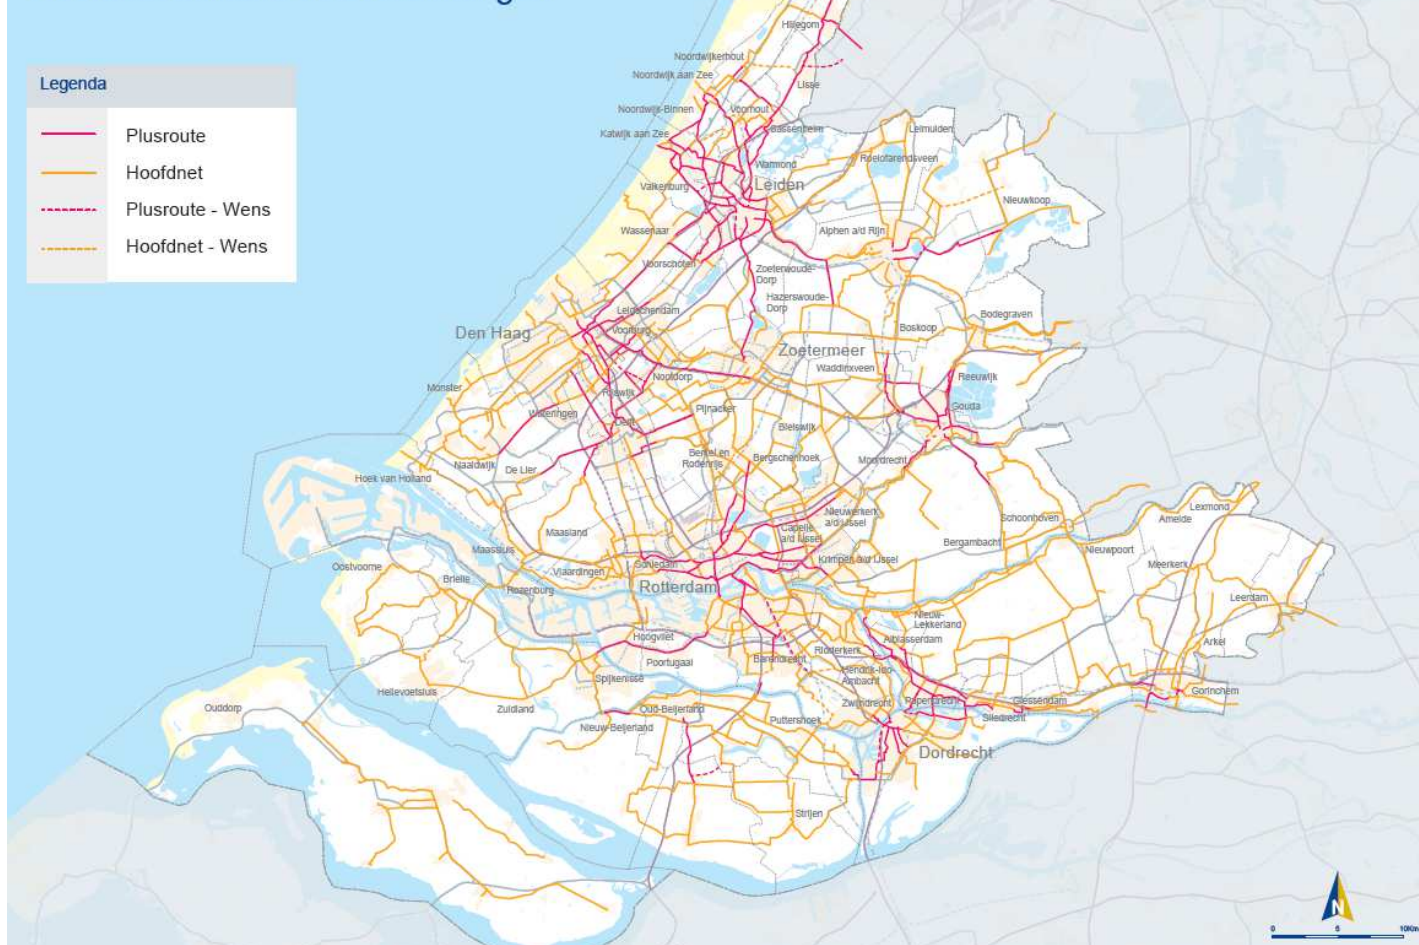 g
Legenda
Plusroute
Hoofdnet
Plusroute - Wens
Hoofdnet - Wens
Hillegom
Noordwijkerhout
Noordwijk aan Zee
Lisse
Noordwijk-Binnen
Voorhout
Katwijk aan Zee
Sassenheim
Leimuiden
Warmond
Roelofarendsveen
Valkenburg
Leiden
Nieuwkoop
Wassenaar
Alphen a/d Rijn
Voorschoten
Zoeterwoude-
Dorp
Hazerswoude-
Dorp
Leidschendam
Bodegraven
Den Haag
Voorburg
Boskoop
Zoetermeer
Waddinxveen
Monster
Nootdorp
Reeuwijk
Rijswijk
Wateringen
Pijnacker
Gouda
Delft
Bleiswijk
Naaldwijk
De Lier
Berkel en
Rodenrijs
Bergschenhoek
Moordrecht
Hoek van Holland
Nieuwerkerk
a/d IJssel
Schoonhoven
Lexmond
Ameide
Maasland
Capelle
a/d IJssel
Bergambacht
Maassluis
Nieuwpoort
Oostvoorne
Vlaardingen
Schiedam
Krimpen a/d IJssel
Meerkerk
Brielle
Rozenburg
Rotterdam
Leerdam
Nieuw-
Lekkerland
Hoogvliet
Alblasserdam
Arkel
Poortugaal
Barendrecht
Ridderkerk
Spijkenisse
Hendrik-Ido-
Ambacht
Gorinchem
Hellevoetsluis
Ouddorp
Zuidland
Oud-Beijerland
Zwijndrecht
Papendrecht
Giessendam
Nieuw-Beijerland
Puttershoek
Sliedrecht
Dordrecht
Strijen
N
0 5 10Km